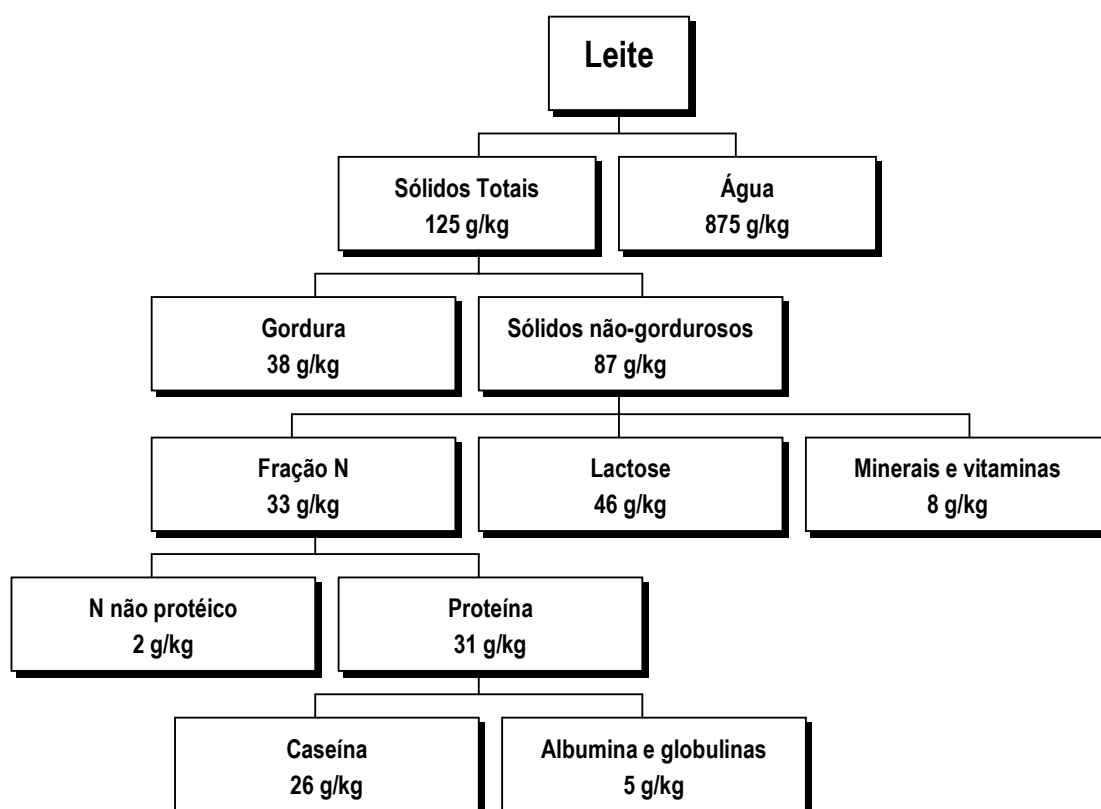 Leite
Sólidos Totais
125 g/kg
Água
875 g/kg
Gordura
38 g/kg
Sólidos não-gordurosos
87 g/kg
Fração N
33 g/kg
Lactose
46 g/kg
Minerais e vitaminas
8 g/kg
N não protéico
2 g/kg
Proteína
31 g/kg
Caseína
26 g/kg
Albumina e globulinas
5 g/kg